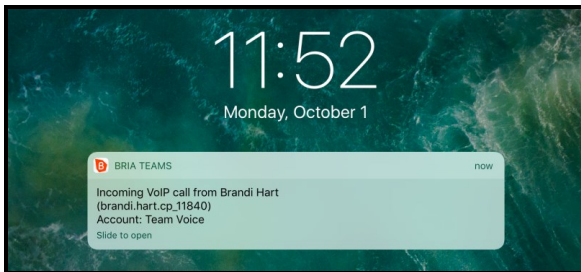 11:52
Monday, October 1
B BRIA TEAMS now
Incoming VoIP call from Brandi Hart
(brandi.hart.cp_11840)
Account: Team Voice
Slide to open